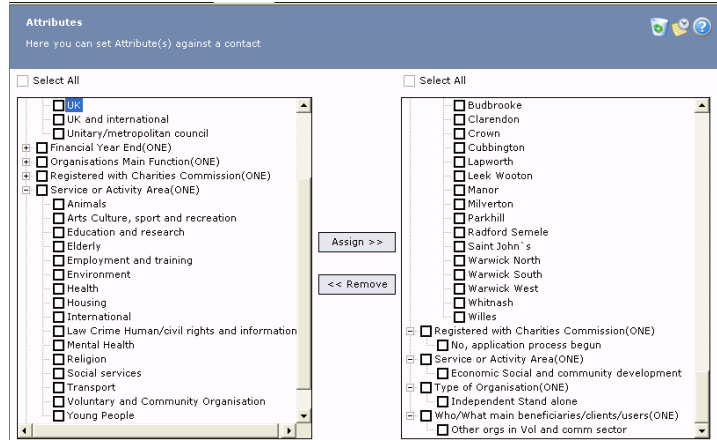 Attributes
Here you can set Attribute(s) against a contact
Select All
UK
UK and international
Unitary/metropolitan council
Financial Year End(ONE)
Organisations Main Function(ONE)
Registered with Charities Commission(ONE)
Service or Activity Area(ONE)
Animals
Arts Culture, sport and recreation
Education and research
Elderly
Employment and training
Environment
Health
Housing
International
Law Crime Human/civil rights and information
Mental Health
Religion
Social services
Transport
Voluntary and Community Organisation
Young People
Assign >>
<< Remove
Select All
Budbrooke
Clarendon
Crown
Cubbington
Lapworth
Leek Wooton
Manor
Milverton
Parkhill
Radford Semele
Saint John`s
Warwick North
Warwick South
Warwick West
Whitnash
Willes
Registered with Charities Commission(ONE)
No, application process begun
Service or Activity Area(ONE)
Economic Social and community development
Type of Organisation(ONE)
Independent Stand alone
Who/What main beneficiaries/clients/users(ONE)
Other orgs in Vol and comm sector